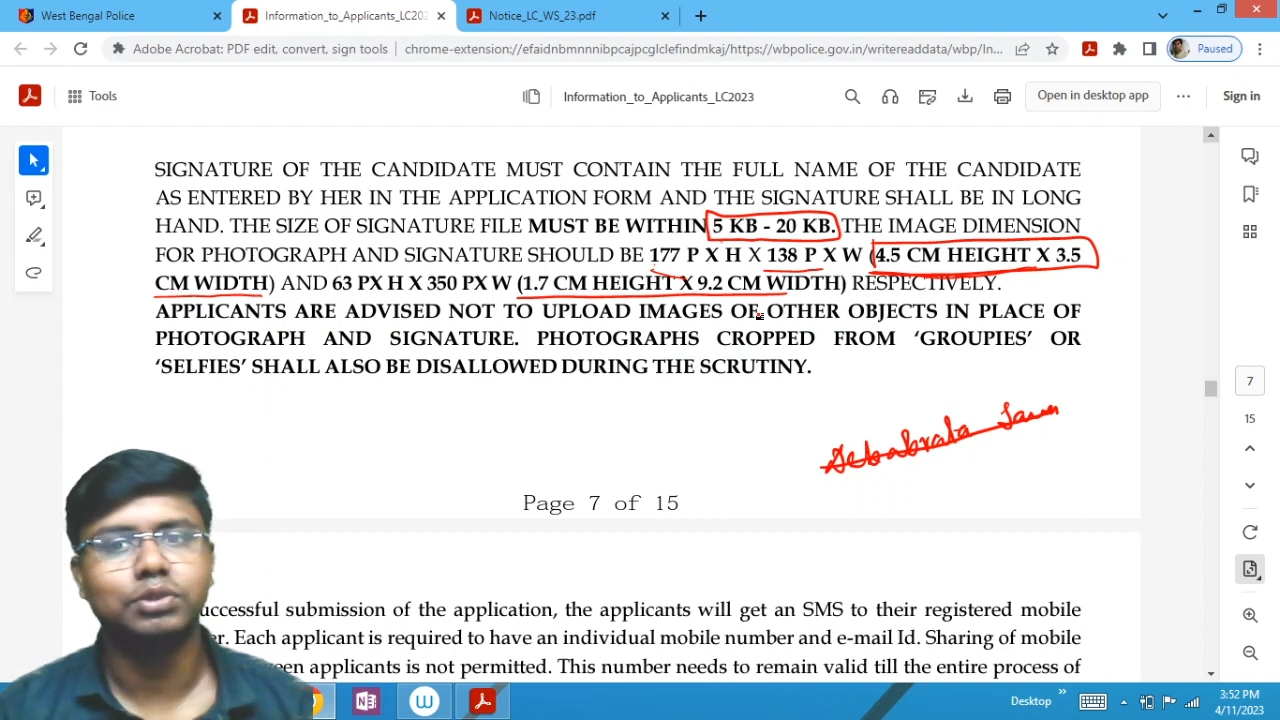 West Bengal Police
Information_to_Applicants_LC202
Notice_LC_WS_23.pdf
Adobe Acrobat: PDF edit, convert, sign tools
chrome-extension://efaidnbmnnnibpcajpcglclefindmkaj/https://wbpolice.gov.in/writereaddata/wbp/In...
Paused
Tools
Information_to_Applicants_LC2023
Open in desktop app
Sign in
SIGNATURE OF THE CANDIDATE MUST CONTAIN THE FULL NAME OF THE CANDIDATE
AS ENTERED BY HER IN THE APPLICATION FORM AND THE SIGNATURE SHALL BE IN LONG
HAND. THE SIZE OF SIGNATURE FILE MUST BE WITHIN 5 KB - 20 KB. THE IMAGE DIMENSION
FOR PHOTOGRAPH AND SIGNATURE SHOULD BE 177 P X H X 138 P X W (4.5 CM HEIGHT X 3.5
CM WIDTH) AND 63 PX H X 350 PX W (1.7 CM HEIGHT X 9.2 CM WIDTH) RESPECTIVELY.
APPLICANTS ARE ADVISED NOT TO UPLOAD IMAGES OF OTHER OBJECTS IN PLACE OF
PHOTOGRAPH AND SIGNATURE. PHOTOGRAPHS CROPPED FROM ‘GROUPIES’ OR
‘SELFIES’ SHALL ALSO BE DISALLOWED DURING THE SCRUTINY.
Debabrata
Page 7 of 15
7
15
uccessful submission of the application, the applicants will get an SMS to their registered mobile
er. Each applicant is required to have an individual mobile number and e-mail Id. Sharing of mobile
een applicants is not permitted. This number needs to remain valid till the entire process of
Desktop
3:52 PM
4/11/2023